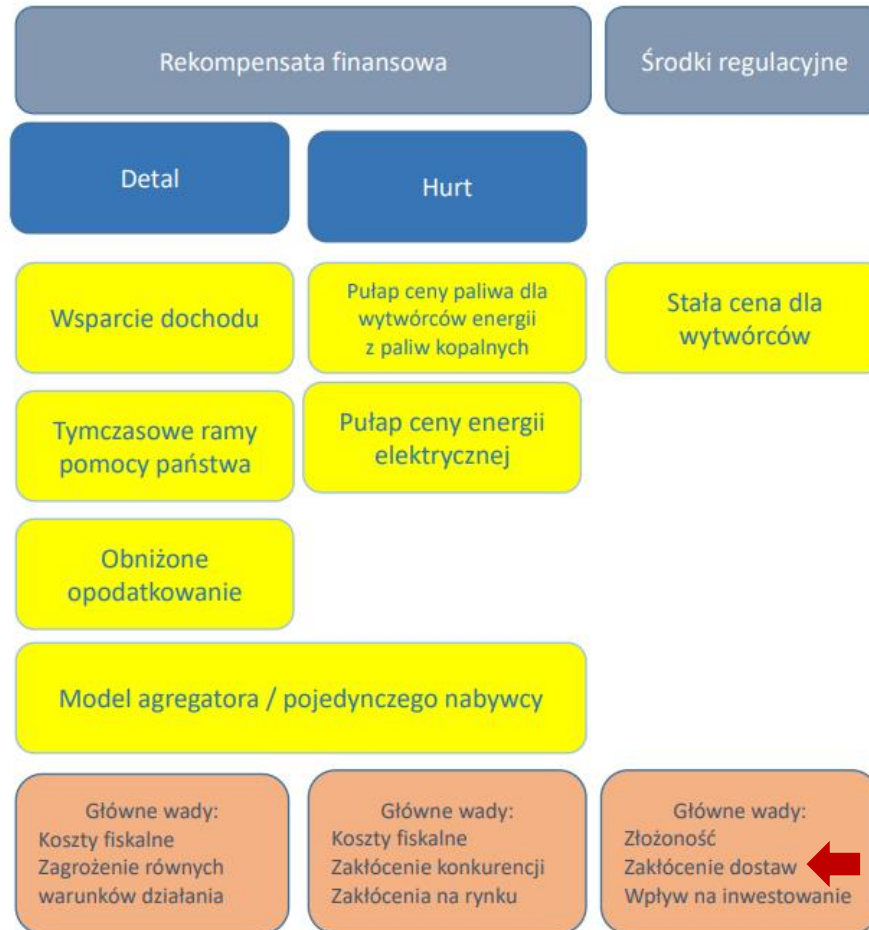 Rekompensata finansowa
Środki regulacyjne
Detal
Hurt
Wsparcie dochodu
Pułap ceny paliwa dla
wytwórców energii
z paliw kopalnych
Stała cena dla
wytwórców
Tymczasowe ramy
pomocy państwa
Pułap ceny energii
elektrycznej
Obniżone
opodatkowanie
Model agregatora / pojedynczego nabywcy
Główne wady:
Koszty fiskalne
Zagrożenie równych
warunków działania
Główne wady:
Koszty fiskalne
Zakłócenie konkurencji
Zakłócenia na rynku
Główne wady:
Złożoność
Zakłócenie dostaw
Wpływ na inwestowanie